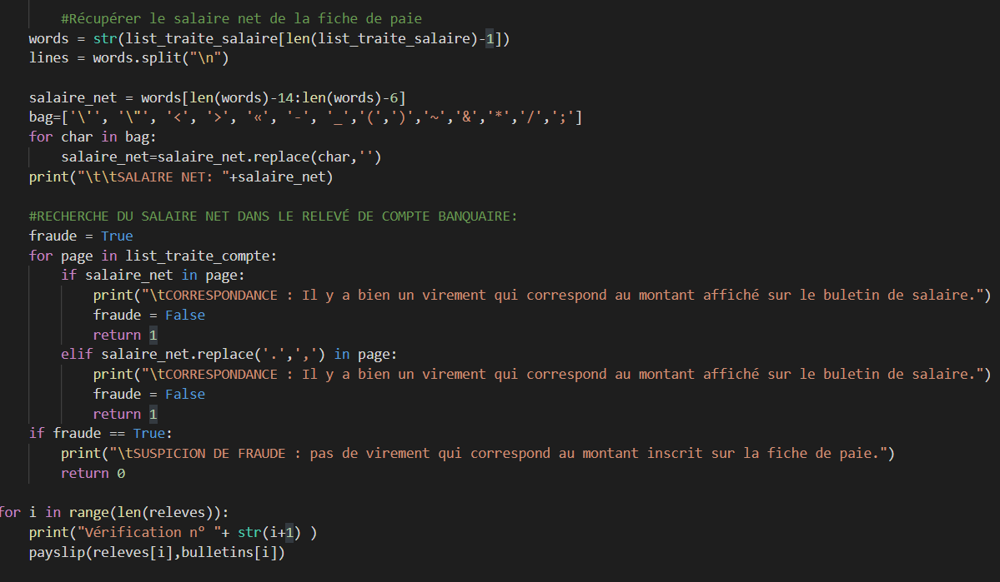 #Récupérer le salaire net de la fiche de paie
words = str(list_traite_salaire[len(list_traite_salaire)-1])
lines = words.split("\n")
salaire_net = words[len(words)-14:len(words)-6]
bag=['\'', '\"', '<', '>', '«', '-', '_','(',')','~','&','*','/',';']
for char in bag:
salaire_net=salaire_net.replace(char,'')
print("\t\tSALAIRE NET: "+salaire_net)
#RECHERCHE DU SALAIRE NET DANS LE RELEVÉ DE COMPTE BANQUAIRE:
fraude = True
for page in list_traite_compte:
if salaire_net in page:
print("\tCORRESPONDANCE : Il y a bien un virement qui correspond au montant affiché sur le buletin de salaire.")
fraude = False
return 1
elif salaire_net.replace('.',',') in page:
print("\tCORRESPONDANCE : Il y a bien un virement qui correspond au montant affiché sur le buletin de salaire.")
fraude = False
return 1
if fraude == True:
print("\tSUSPICION DE FRAUDE : pas de virement qui correspond au montant inscrit sur la fiche de paie.")
return 0
for i in range(len(releves)):
print("Vérification n° "+ str(i+1) )
payslip(releves[i],bulletins[i])